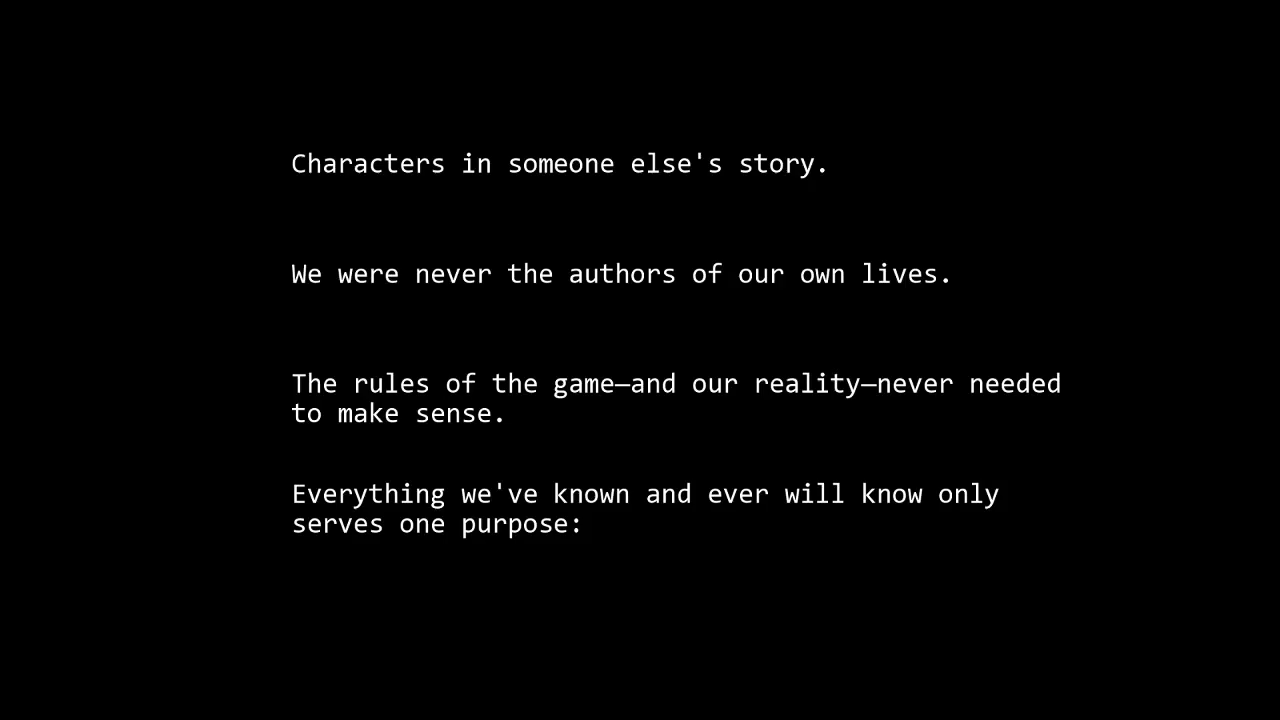 Characters in someone else's story.
We were never the authors of our own lives.
The rules of the game—and our reality—never needed
to make sense.
Everything we've known and ever will know only
serves one purpose: